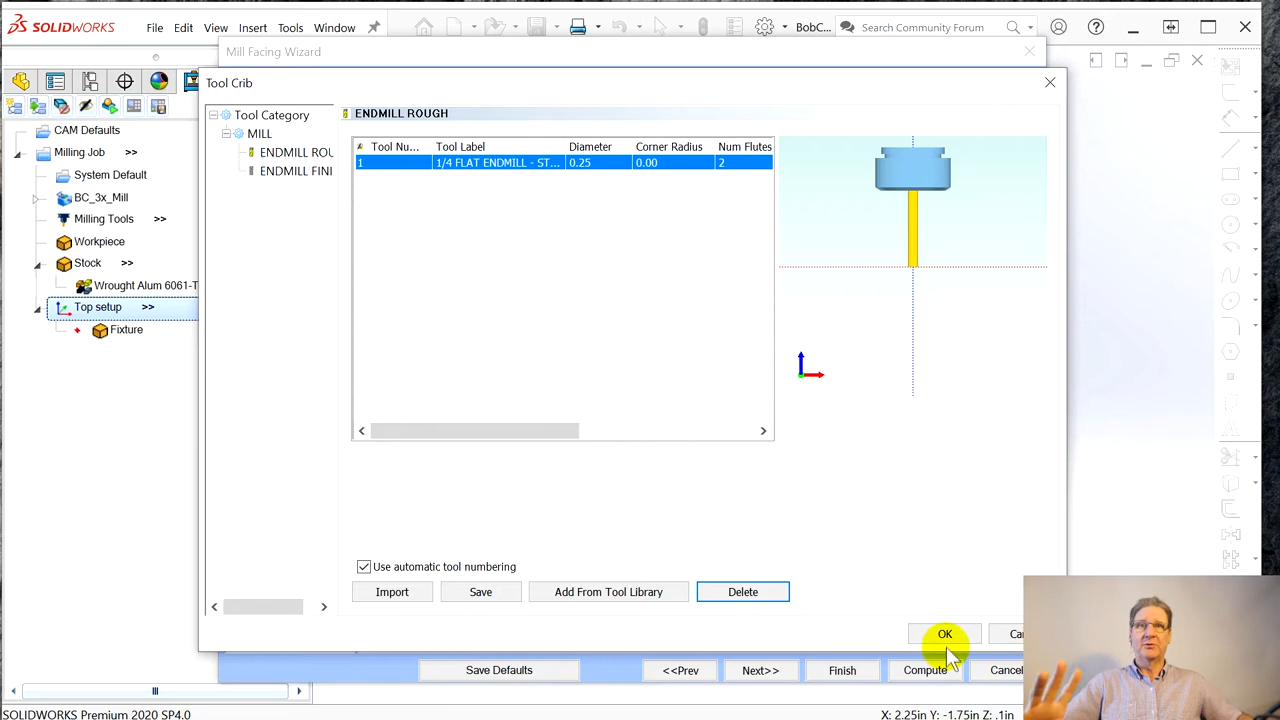 SOLIDWORKS File Edit View Insert Tools Window BobC... Search Community Forum
Mill Facing Wizard
Tool Crib
CAM Defaults
Milling Job >>
System Default
BC_3x_Mill
Milling Tools >>
Workpiece
Stock >>
Wrought Alum 6061-T
Top setup >>
Fixture
Tool Category
MILL
ENDMILL ROU
ENDMILL FINI
ENDMILL ROUGH
Tool Nu... Tool Label Diameter Corner Radius Num Flutes
1 1/4 FLAT ENDMILL - ST... 0.25 0.00 2
Use automatic tool numbering
Import Save Add From Tool Library Delete
OK Ca
Save Defaults <<Prev Next>> Finish Compute Cancel
SOLIDWORKS Premium 2020 SP4.0 X: 2.25in Y: -1.75in Z: .1in